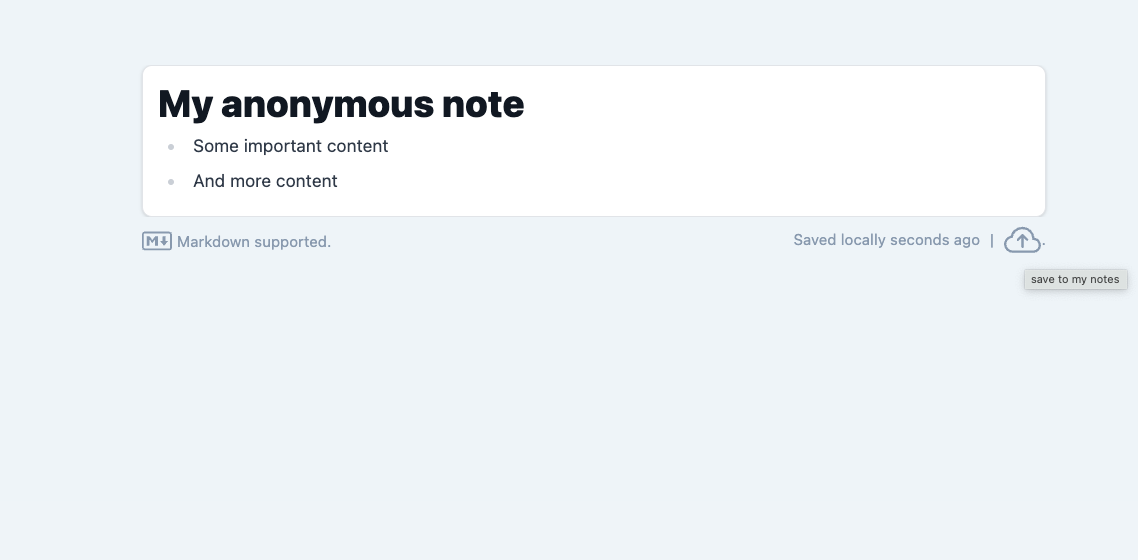 My anonymous note
Some important content
And more content
M Markdown supported.
Saved locally seconds ago | .
save to my notes